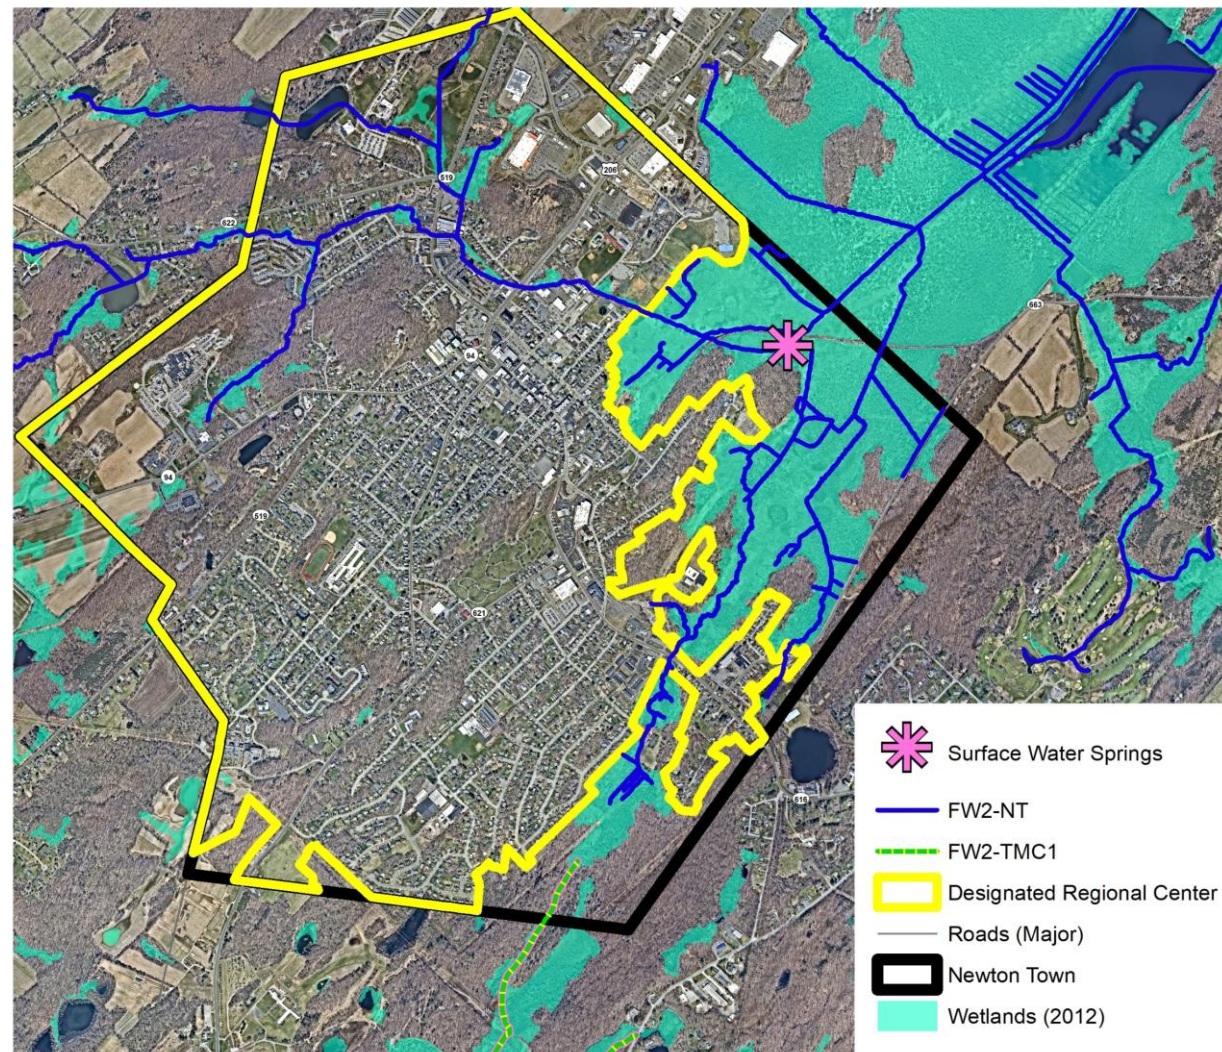 519
206
622
663
94
94
519
621
616
Surface Water Springs
FW2-NT
FW2-TMC1
Designated Regional Center
Roads (Major)
Newton Town
Wetlands (2012)